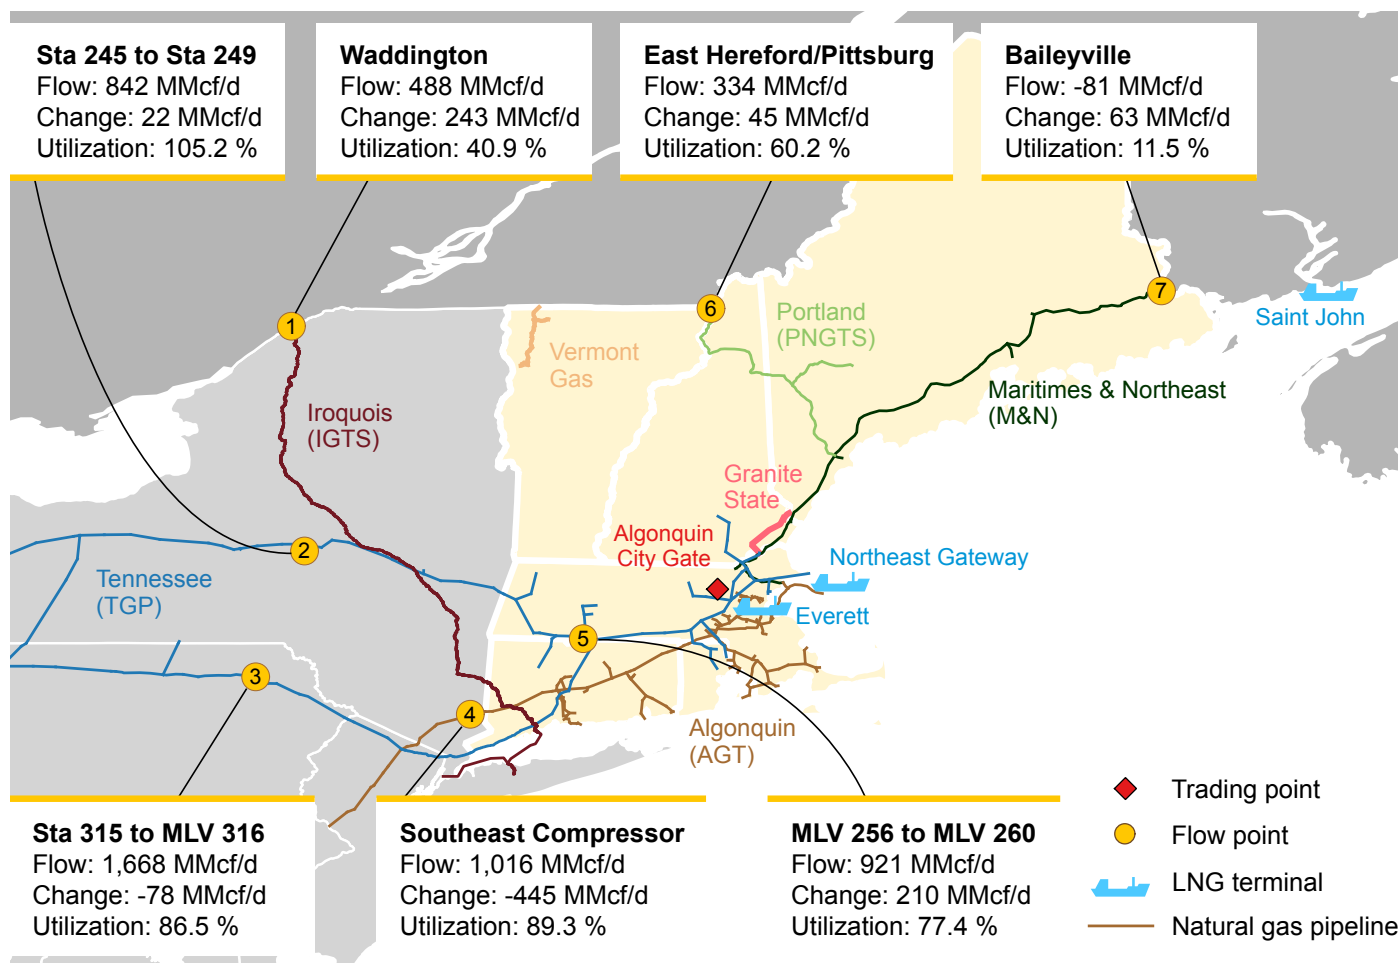 Sta 245 to Sta 249
Flow: 842 MMcf/d
Change: 22 MMcf/d
Utilization: 105.2 %
Waddington
Flow: 488 MMcf/d
Change: 243 MMcf/d
Utilization: 40.9 %
East Hereford/Pittsburg
Flow: 334 MMcf/d
Change: 45 MMcf/d
Utilization: 60.2 %
Baileyville
Flow: -81 MMcf/d
Change: 63 MMcf/d
Utilization: 11.5 %
7
Saint John
6
Portland
(PNGTS)
1
Vermont
Gas
Maritimes & Northeast
(M&N)
Iroquois
(IGTS)
Granite
State
Algonquin
City Gate
2
Northeast Gateway
Tennessee
(TGP)
Everett
5
3
4
Algonquin
(AGT)
Sta 315 to MLV 316
Flow: 1,668 MMcf/d
Change: -78 MMcf/d
Utilization: 86.5 %
Southeast Compressor
Flow: 1,016 MMcf/d
Change: -445 MMcf/d
Utilization: 89.3 %
MLV 256 to MLV 260
Flow: 921 MMcf/d
Change: 210 MMcf/d
Utilization: 77.4 %
Trading point
Flow point
LNG terminal
Natural gas pipeline